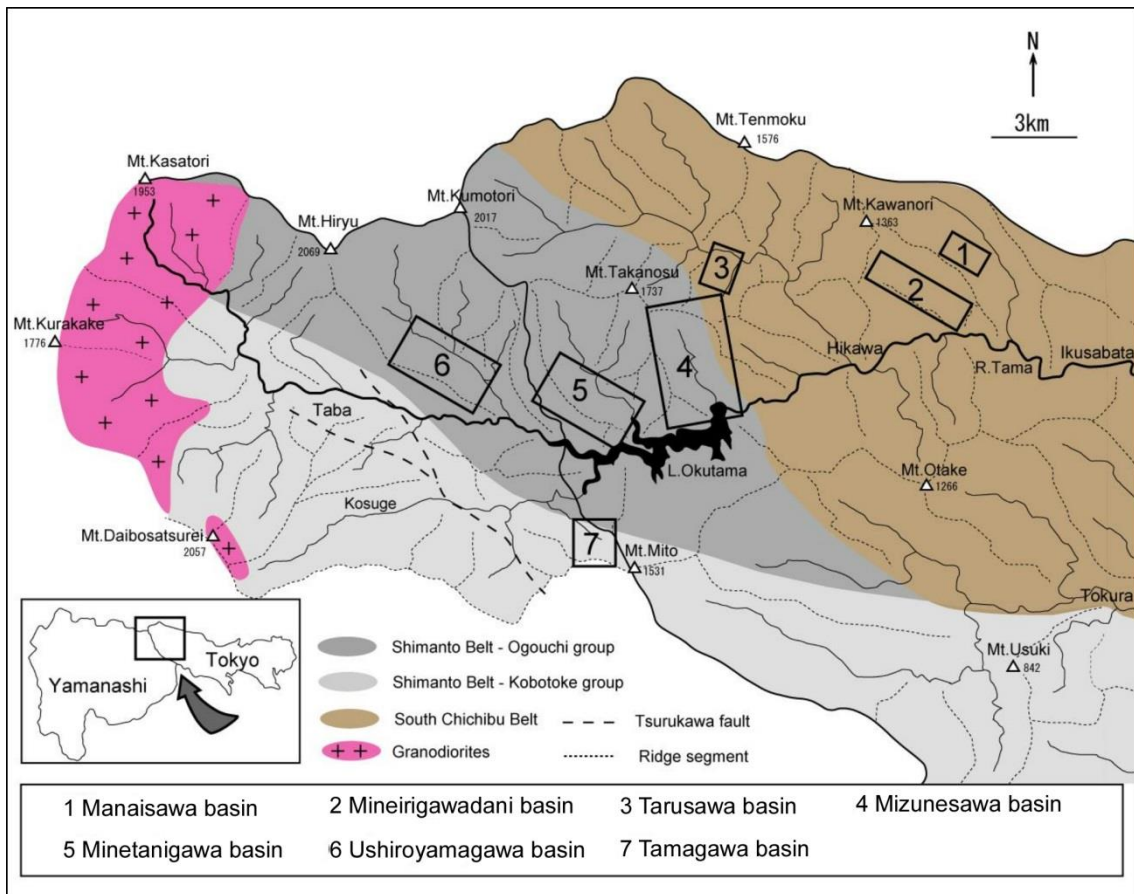 N
3km
Mt.Tenmoku
1576
Mt.Kasatori
1953
Mt.Kumotori
2017
Mt.Kawanori
1363
Mt.Hiryu
2069
1
3
Mt.Takanosu
1737
2
Mt.Kurakake
1776
Hikawa
Ikusabata
R.Tama
6
5
4
Taba
L.Okutama
Mt.Otake
1266
Kosuge
Mt.Daibosatsurei
2057
7
Mt.Mito
1531
Tokura
Mt.Usuki
842
Tokyo
Yamanashi
Shimanto Belt - Ogouchi group
Shimanto Belt - Kobotoke group
South Chichibu Belt
Tsurukawa fault
Granodiorites
Ridge segment
1 Manaisawa basin
2 Mineirigawadani basin
3 Tarusawa basin
4 Mizunesawa basin
5 Minetanigawa basin
6 Ushiroyamagawa basin
7 Tamagawa basin